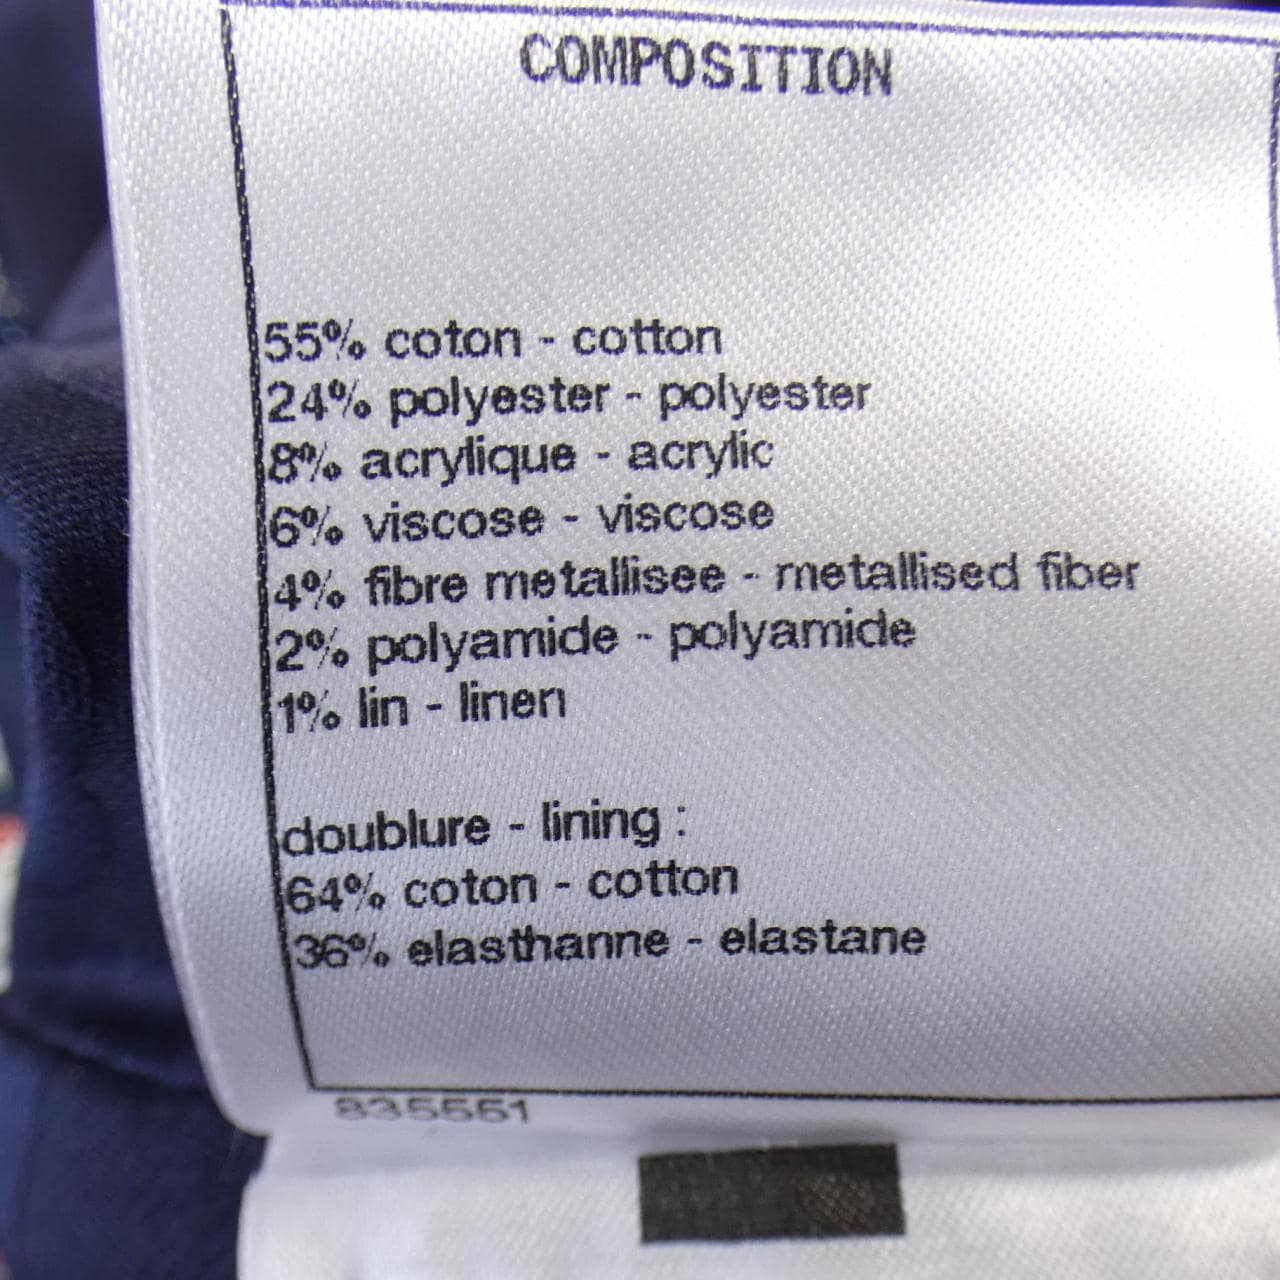 COMPOSITION
55% coton - cotton
24% polyester - polyester
8% acrylique - acrylic
6% viscose - viscose
4% fibre metallisee - metallised fiber
2% polyamide - polyamide
1% lin - linen
doublure - lining :
64% coton - cotton
36% elasthanne - elastane
835551